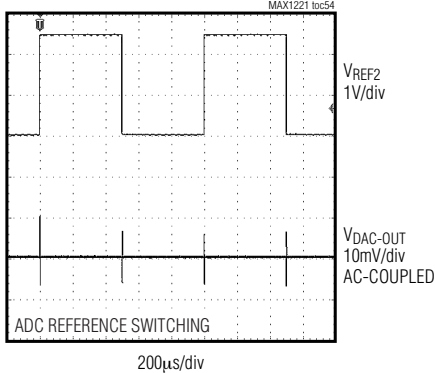 MAX1221 toc54
VREF2
1V/div
VDAC-OUT
10mV/div
AC-COUPLED
ADC REFERENCE SWITCHING
200µs/div